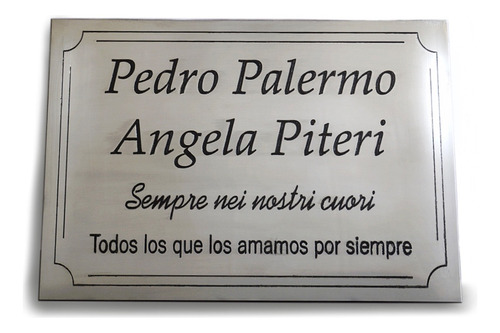 Pedro Palermo
Angela Piteri
Sempre nei nostri cuori
Todos los que los amamos por siempre